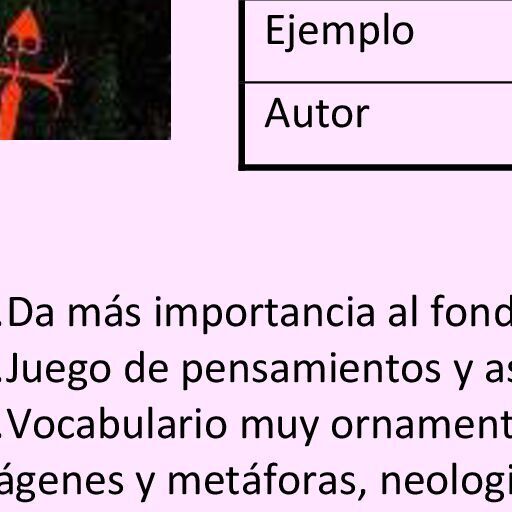 Ejemplo
Autor
.Da más importancia al fond
.Juego de pensamientos y as
.Vocabulario muy ornament
ágenes y metáforas, neologi